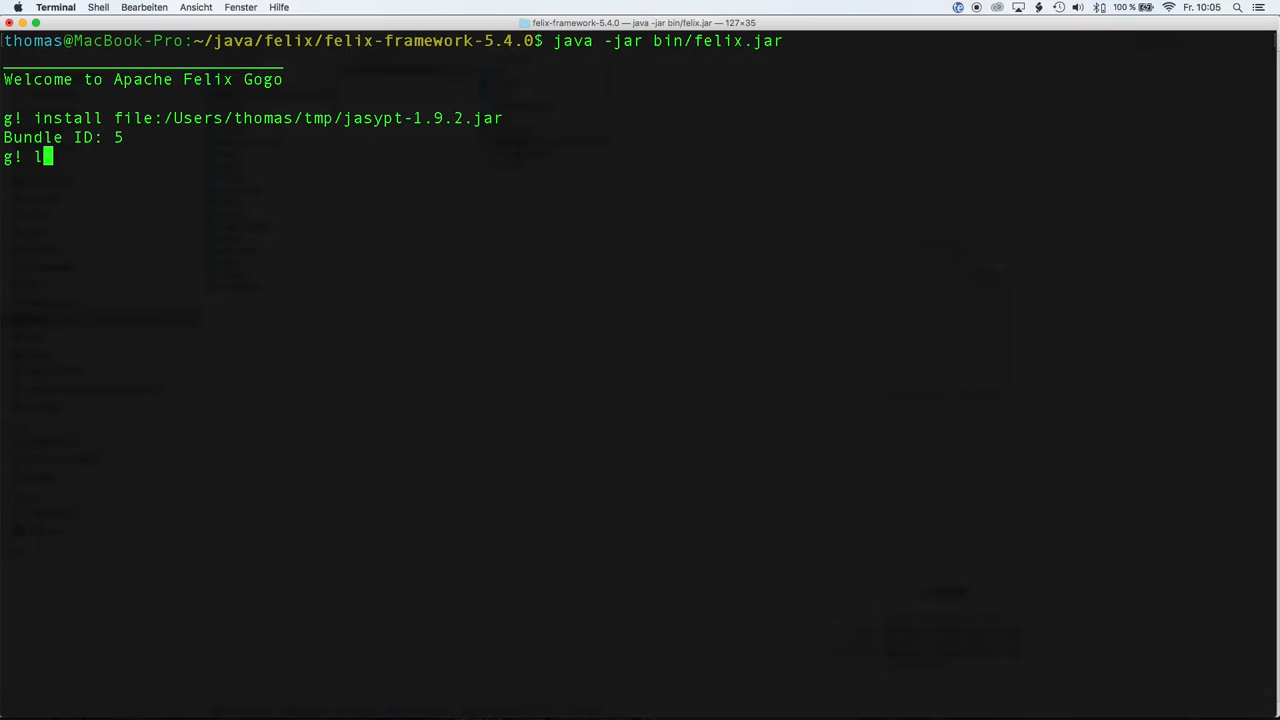 Terminal Shell Bearbeiten Ansicht Fenster Hilfe 100 % Fr. 10:05
felix-framework-5.4.0 — java -jar bin/felix.jar — 127×35
thomas@MacBook-Pro:~/java/felix/felix-framework-5.4.0$ java -jar bin/felix.jar
____________________________
Welcome to Apache Felix Gogo
g! install file:/Users/thomas/tmp/jasypt-1.9.2.jar
Bundle ID: 5
g! l